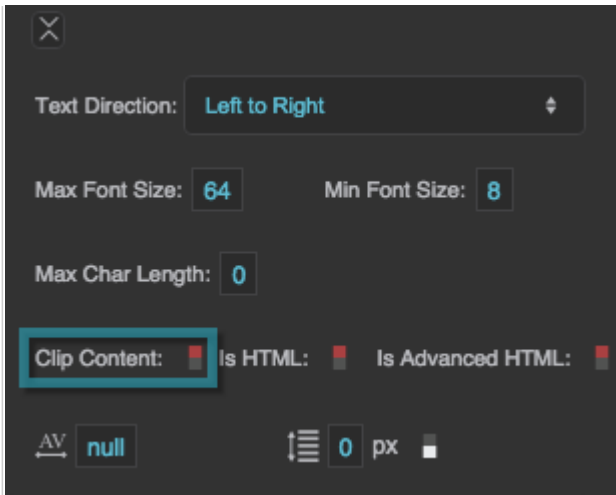 Text Direction: Left to Right
Max Font Size: 64 Min Font Size: 8
Max Char Length: 0
Clip Content: Is HTML: Is Advanced HTML:
AV null 0 px